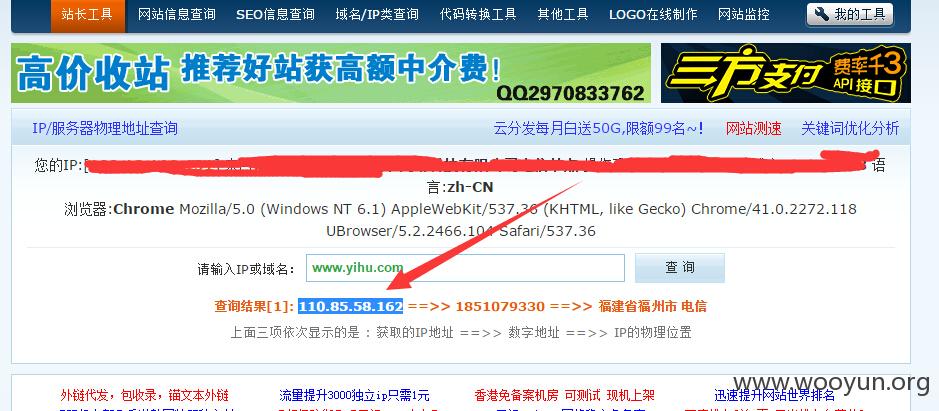 站长工具 网站信息查询 SEO信息查询 域名/IP类查询 代码转换工具 其他工具 LOGO在线制作 网站监控 我的工具
高价收站 推荐好站获高额中介费!
QQ2970833762
三方支付 费率千3 API接口
IP/服务器物理地址查询 云分发每月白送50G,限额99名~! 网站测速 关键词优化分析
您的IP:[ 语
言:zh-CN
浏览器:Chrome Mozilla/5.0 (Windows NT 6.1) AppleWebKit/537.36 (KHTML, like Gecko) Chrome/41.0.2272.118
UBrowser/5.2.2466.104 Safari/537.36
请输入IP或域名: www.yihu.com 查 询
查询结果[1]: 110.85.58.162 ==>> 1851079330 ==>> 福建省福州市 电信
上面三项依次显示的是 : 获取的IP地址 ==>> 数字地址 ==>> IP的物理位置
外链代发，包收录，锚文本外链 流量提升3000独立ip只需1元 香港免备案机房 可测试 现机上架 迅速提升网站世界排名
www.wooyun.org